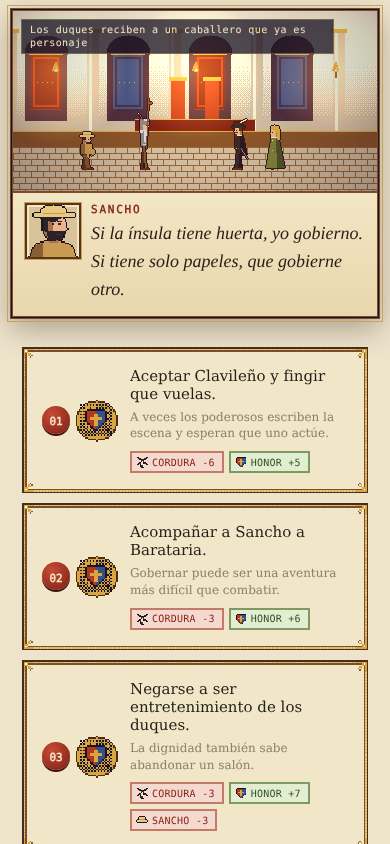 Los duques reciben a un caballero que ya es
personaje
SANCHO
Si la ínsula tiene huerta, yo gobierno.
Si tiene solo papeles, que gobierne
otro.
01
Aceptar Clavileño y fingir
que vuelas.
A veces los poderosos escriben la
escena y esperan que uno actúe.
CORDURA -6 HONOR +5
02
Acompañar a Sancho a
Barataria.
Gobernar puede ser una aventura
más difícil que combatir.
CORDURA -3 HONOR +6
03
Negarse a ser
entretenimiento de los
duques.
La dignidad también sabe
abandonar un salón.
CORDURA -3 HONOR +7
SANCHO -3